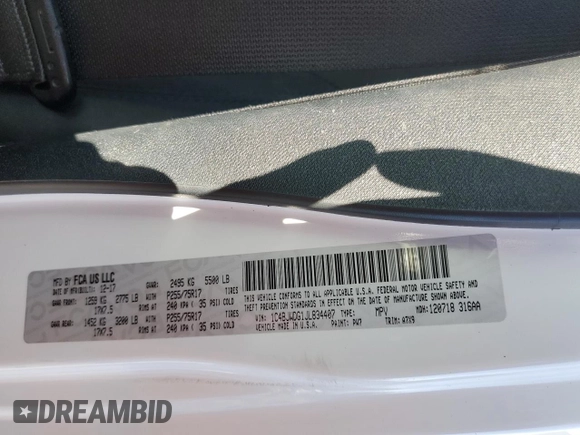 MFD BY FCA US LLC
DATE OF MFR: 12-17 GVWR: 2495 KG 5500 LB
GAWR FRONT: 1259 KG 2775 LB P255/75R17 TIRES
17X7.5 RIMS AT 240 KPA ( 35 PSI) COLD
GAWR REAR: 1452 KG 3200 LB P255/75R17 TIRES
17X7.5 RIMS AT 240 KPA ( 35 PSI) COLD
THIS VEHICLE CONFORMS TO ALL APPLICABLE U.S.A. FEDERAL MOTOR VEHICLE SAFETY AND
THEFT PREVENTION STANDARDS IN EFFECT ON THE DATE OF MANUFACTURE SHOWN ABOVE.
VIN: 1C4BJWDG1JL834407 TYPE: MPV MDH: 120718 316AA
MADE IN U.S.A. PAINT: PW7 TRIM: A7X9
DREAMBID